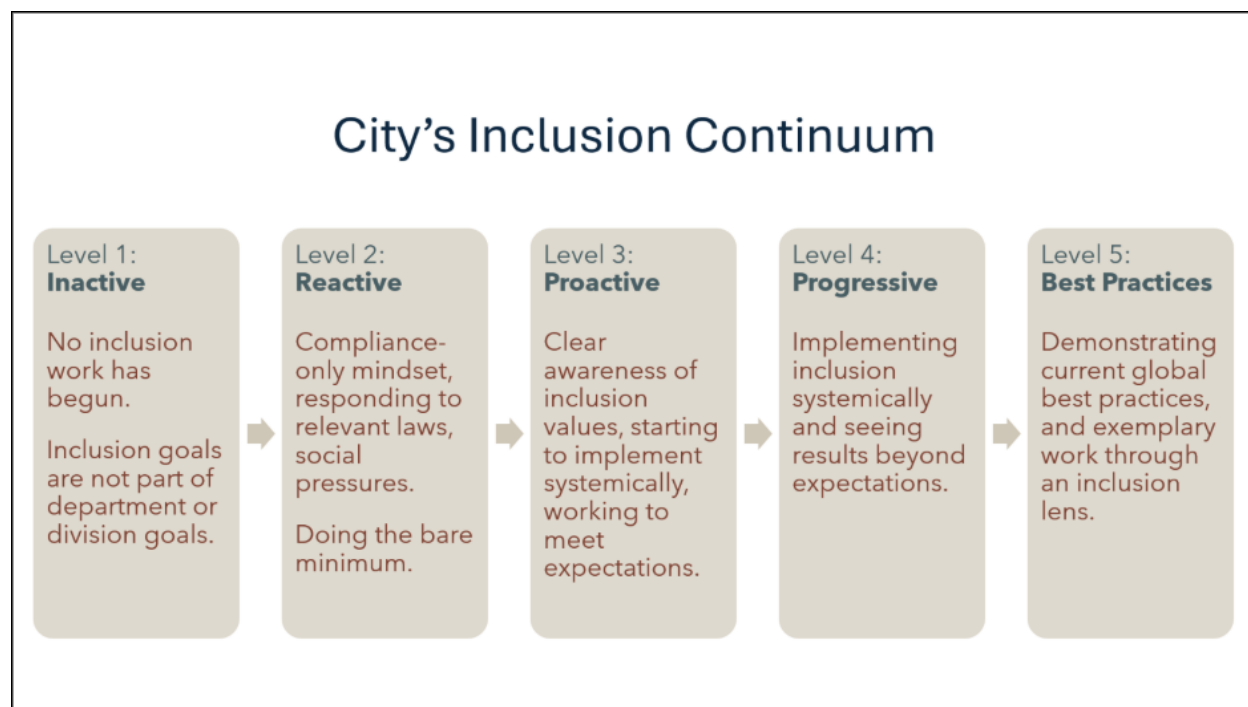 City’s Inclusion Continuum
Level 1:
Inactive
No inclusion
work has
begun.
Inclusion goals
are not part of
department or
division goals.
Level 2:
Reactive
Compliance-
only mindset,
responding to
relevant laws,
social
pressures.
Doing the bare
minimum.
Level 3:
Proactive
Clear
awareness of
inclusion
values, starting
to implement
systemically,
working to
meet
expectations.
Level 4:
Progressive
Implementing
inclusion
systemically
and seeing
results beyond
expectations.
Level 5:
Best Practices
Demonstrating
current global
best practices,
and exemplary
work through
an inclusion
lens.